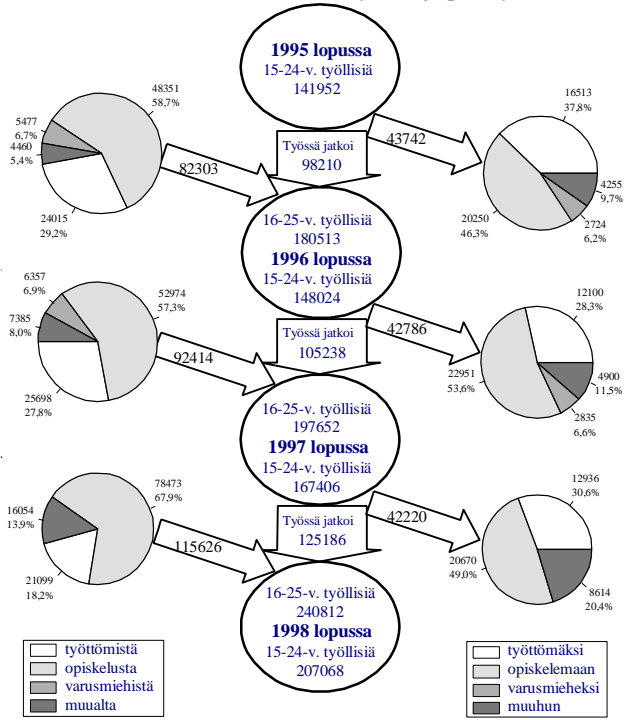 1995 lopussa
15-24-v. työllisiä
141952
48351
58,7%
5477
6,7%
4460
5,4%
24015
29,2%
82303
Työssä jatkoi
98210
43742
16513
37,8%
4255
9,7%
2724
6,2%
20250
46,3%
16-25-v. työllisiä
180513
1996 lopussa
15-24-v. työllisiä
148024
6357
6,9%
52974
57,3%
7385
8,0%
25698
27,8%
92414
Työssä jatkoi
105238
42786
12100
28,3%
22951
53,6%
4900
11,5%
2835
6,6%
16-25-v. työllisiä
197652
1997 lopussa
15-24-v. työllisiä
167406
78473
67,9%
16054
13,9%
21099
18,2%
115626
Työssä jatkoi
125186
42220
12936
30,6%
20670
49,0%
8614
20,4%
16-25-v. työllisiä
240812
1998 lopussa
15-24-v. työllisiä
207068
työttömistä
opiskelusta
varusmiehistä
muualta
työttömäksi
opiskelemaan
varusmieheksi
muuhun